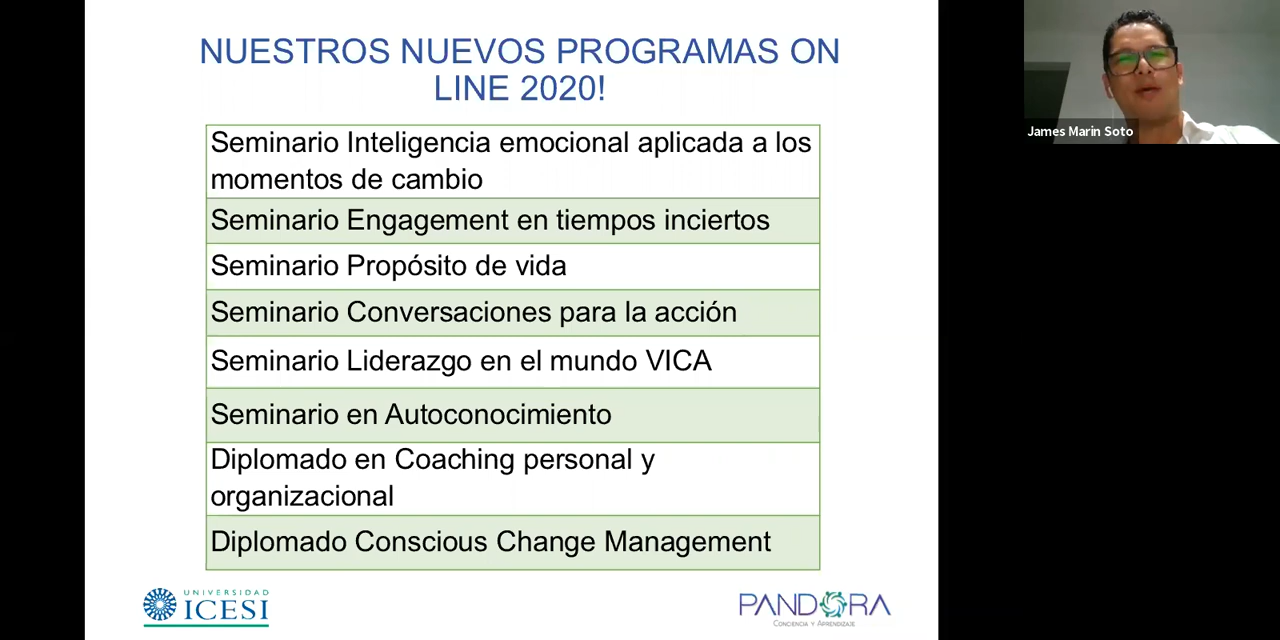 NUESTROS NUEVOS PROGRAMAS ON
LINE 2020!
Seminario Inteligencia emocional aplicada a los
momentos de cambio
Seminario Engagement en tiempos inciertos
Seminario Propósito de vida
Seminario Conversaciones para la acción
Seminario Liderazgo en el mundo VICA
Seminario en Autoconocimiento
Diplomado en Coaching personal y
organizacional
Diplomado Conscious Change Management
UNIVERSIDAD
ICESI
PANDORA
Conciencia y Aprendizaje
James Marin Soto